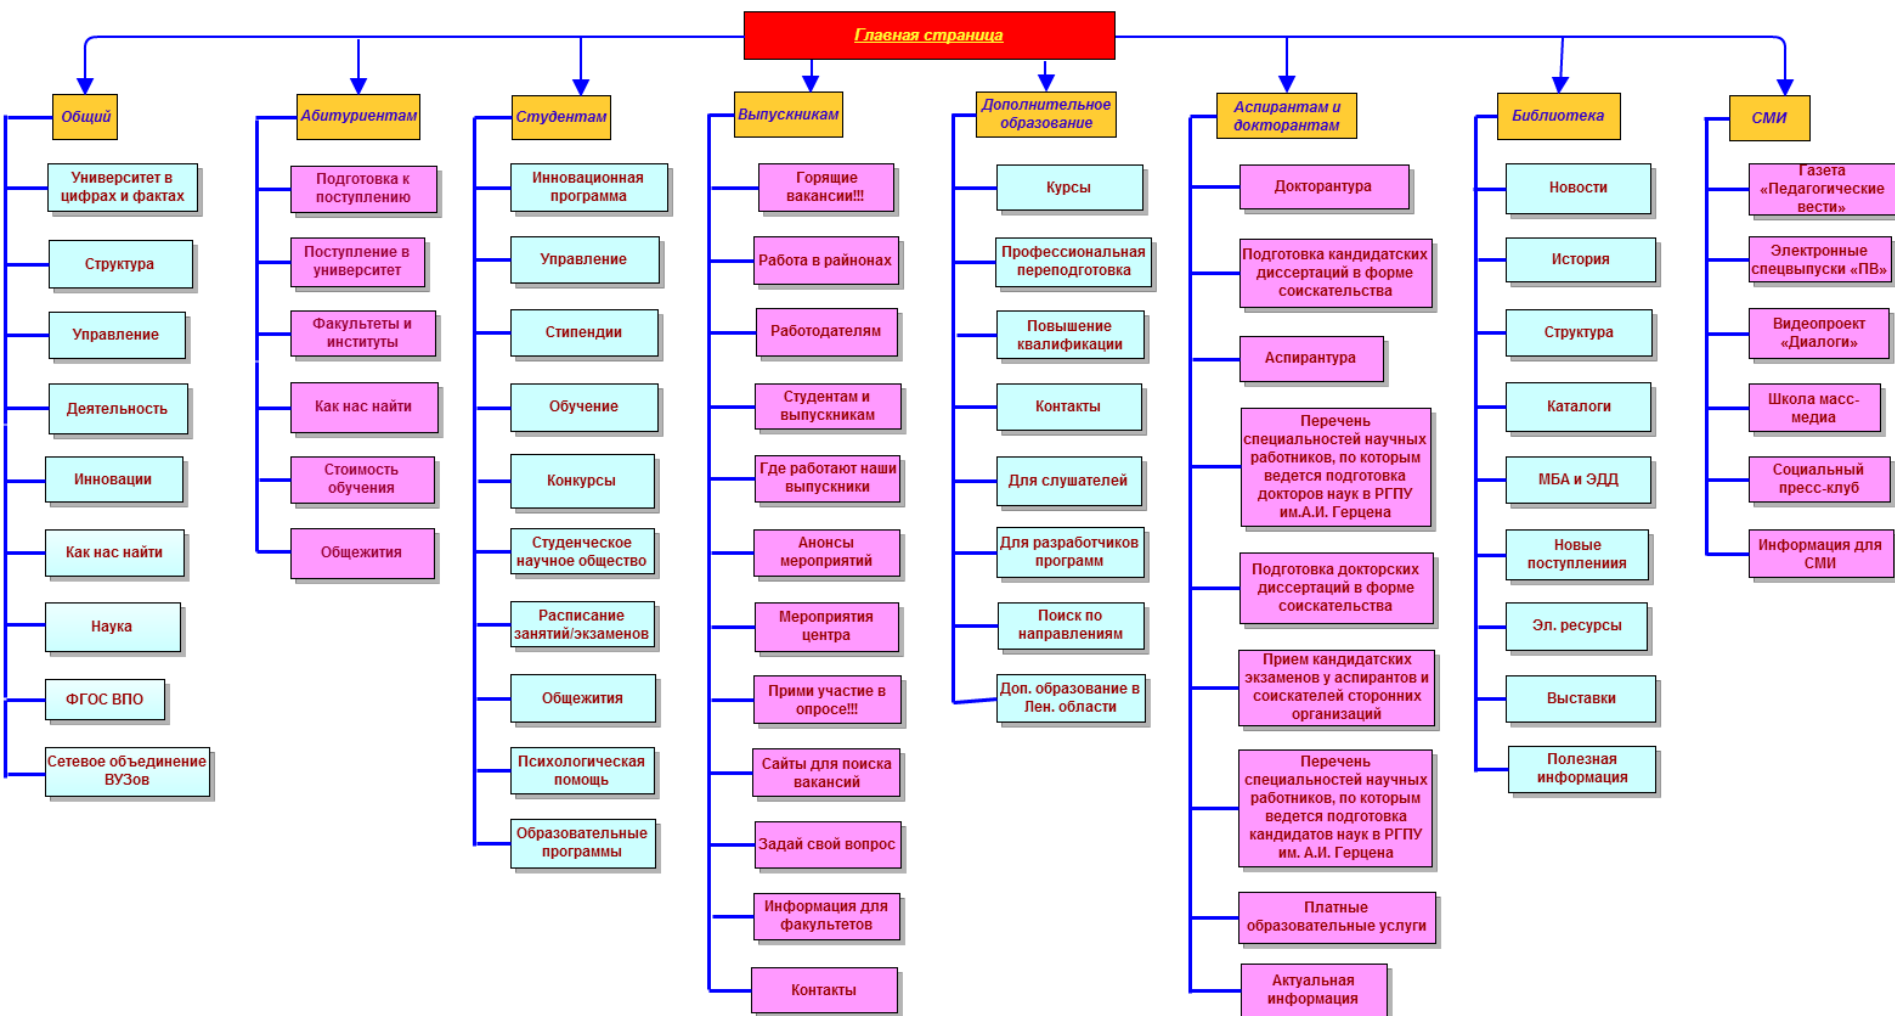 Главная страница
Общий
Университет в
цифрах и фактах
Структура
Управление
Деятельность
Инновации
Как нас найти
Наука
ФГОС ВПО
Сетевое объединение
ВУЗов
Абитуриентам
Подготовка к
поступлению
Поступление в
университет
Факультеты и
институты
Как нас найти
Стоимость
обучения
Общежития
Студентам
Инновационная
программа
Управление
Стипендии
Обучение
Конкурсы
Студенческое
научное общество
Расписание
занятий/экзаменов
Общежития
Психологическая
помощь
Образовательные
программы
Выпускникам
Горящие
вакансии!!!
Работа в райнонах
Работодателям
Студентам и
выпускникам
Где работают наши
выпускники
Анонсы
мероприятий
Мероприятия
центра
Прими участие в
опросе!!!
Сайты для поиска
вакансий
Задай свой вопрос
Информация для
факультетов
Контакты
Дополнительное
образование
Курсы
Профессиональная
переподготовка
Повышение
квалификации
Контакты
Для слушателей
Для разработчиков
программ
Поиск по
направлениям
Доп. образование в
Лен. области
Аспирантам и
докторантам
Докторантура
Подготовка кандидатских
диссертаций в форме
соискательства
Аспирантура
Перечень
специальностей научных
работников, по которым
ведется подготовка
докторов наук в РГПУ
им.А.И. Герцена
Подготовка докторских
диссертаций в форме
соискательства
Прием кандидатских
экзаменов у аспирантов и
соискателей сторонних
организаций
Перечень
специальностей научных
работников, по которым
ведется подготовка
кандидатов наук в РГПУ
им. А.И. Герцена
Платные
образовательные услуги
Актуальная
информация
Библиотека
Новости
История
Структура
Каталоги
МБА и ЭДД
Новые
поступлениия
Эл. ресурсы
Выставки
Полезная
информация
СМИ
Газета
«Педагогические
вести»
Электронные
спецвыпуски «ПВ»
Видеопроект
«Диалоги»
Школа масс-
медиа
Социальный
пресс-клуб
Информация для
СМИ